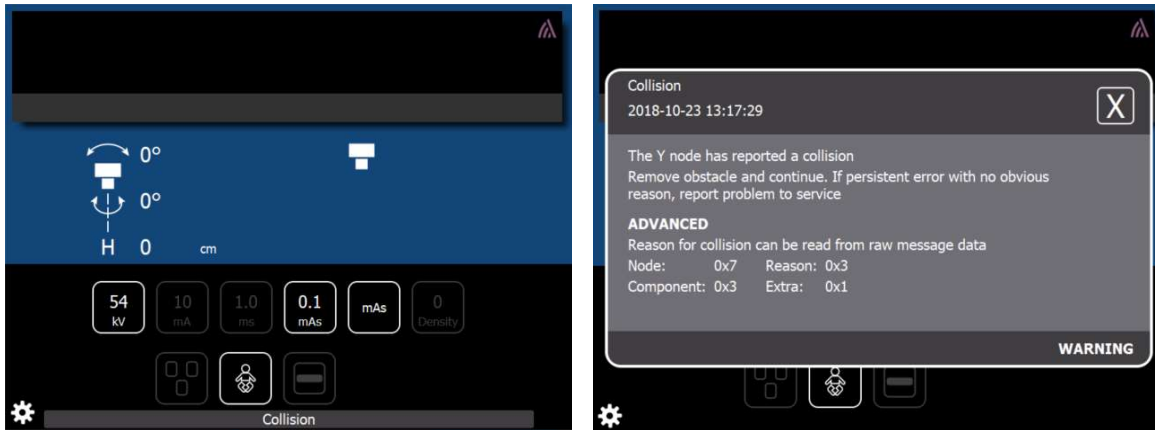 0°
0°
H 0 cm
54 10 1.0 0.1 mAs 0
kV mA ms mAs Density
Collision
Collision
2018-10-23 13:17:29
X
The Y node has reported a collision
Remove obstacle and continue. If persistent error with no obvious
reason, report problem to service
ADVANCED
Reason for collision can be read from raw message data
Node: 0x7 Reason: 0x3
Component: 0x3 Extra: 0x1
WARNING